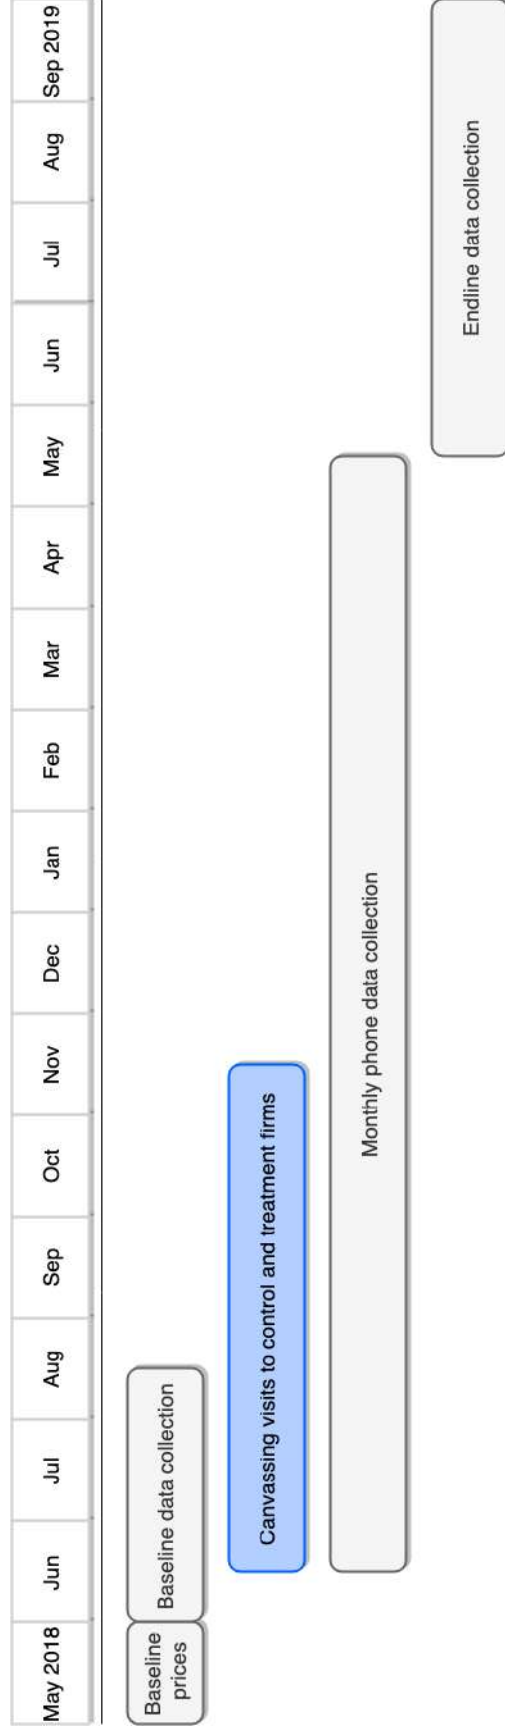 May 2018
Jun
Jul
Aug
Sep
Oct
Nov
Dec
Jan
Feb
Mar
Apr
May
Jun
Jul
Aug
Sep 2019
Baseline
prices
Baseline data collection
Canvassing visits to control and treatment firms
Monthly phone data collection
Endline data collection